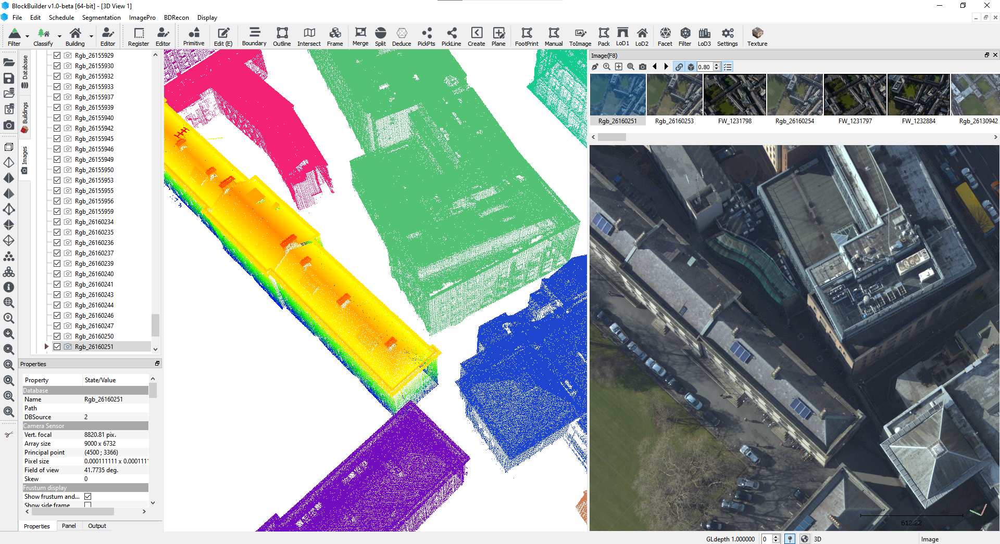 BlockBuilder v1.0-beta [64-bit] - [3D View 1]
File Edit Schedule Segmentation ImagePro BDRecon Display
Filter Classify Building Editor Register Editor Primitive Edit (E) Boundary Outline Intersect Frame Merge Split Deduce PickPts PickLine Create Plane FootPrint Manual ToImage Pack LoD1 LoD2 Facet Filter LoD3 Settings Texture
Database
Buildings
Images
Rgb_26155929
Rgb_26155930
Rgb_26155932
Rgb_26155933
Rgb_26155937
Rgb_26155939
Rgb_26155940
Rgb_26155942
Rgb_26155945
Rgb_26155946
Rgb_26155949
Rgb_26155950
Rgb_26155953
Rgb_26155955
Rgb_26155956
Rgb_26155959
Rgb_26160234
Rgb_26160235
Rgb_26160236
Rgb_26160237
Rgb_26160239
Rgb_26160240
Rgb_26160241
Rgb_26160243
Rgb_26160244
Rgb_26160246
Rgb_26160247
Rgb_26160250
Rgb_26160251
Properties
Property State/Value
Database
Name Rgb_26160251
Path
DBSource 2
Camera Sensor
Vert. focal 8820.81 pix.
Array size 9000 x 6732
Principal point (4500 ; 3366)
Pixel size 0.000111111 x 0.0001111
Field of view 41.7735 deg.
Skew 0
Frustum display
Show frustum and...
Show side frame
Properties Panel Output
Image(F8)
0.80
Rgb_26160251 Rgb_26160253 FW_1231798 Rgb_26160254 FW_1231797 FW_1232884 Rgb_26130942
612.22
GLdepth 1.000000 0 3D Image